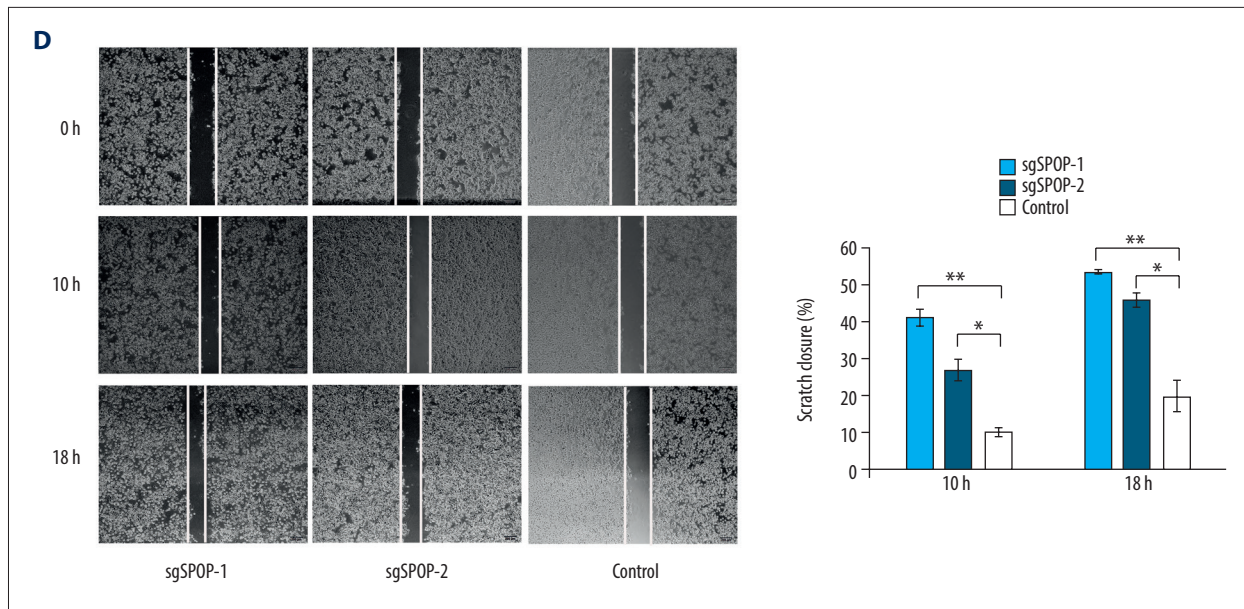 D
0 h
10 h
18 h
sgSPOP-1 sgSPOP-2 Control
sgSPOP-1
sgSPOP-2
Control
Scratch closure (%)
60
50
40
30
20
10
0
**
*
**
*
10 h 18 h